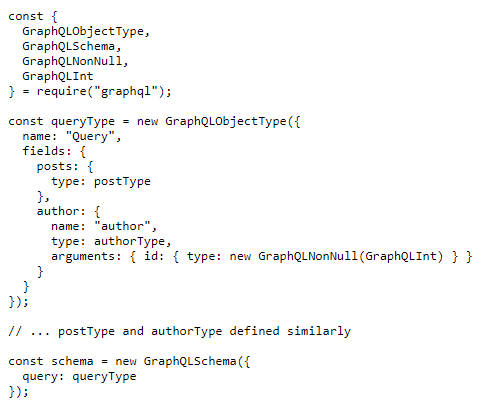 const {
  GraphQLObjectType,
  GraphQLSchema,
  GraphQLNonNull,
  GraphQLInt
} = require("graphql");
const queryType = new GraphQLObjectType({
  name: "Query",
  fields: {
    posts: {
      type: postType
    },
    author: {
      name: "author",
      type: authorType,
      arguments: { id: { type: new GraphQLNonNull(GraphQLInt) } }
    }
  }
});
// ... postType and authorType defined similarly
const schema = new GraphQLSchema({
  query: queryType
});